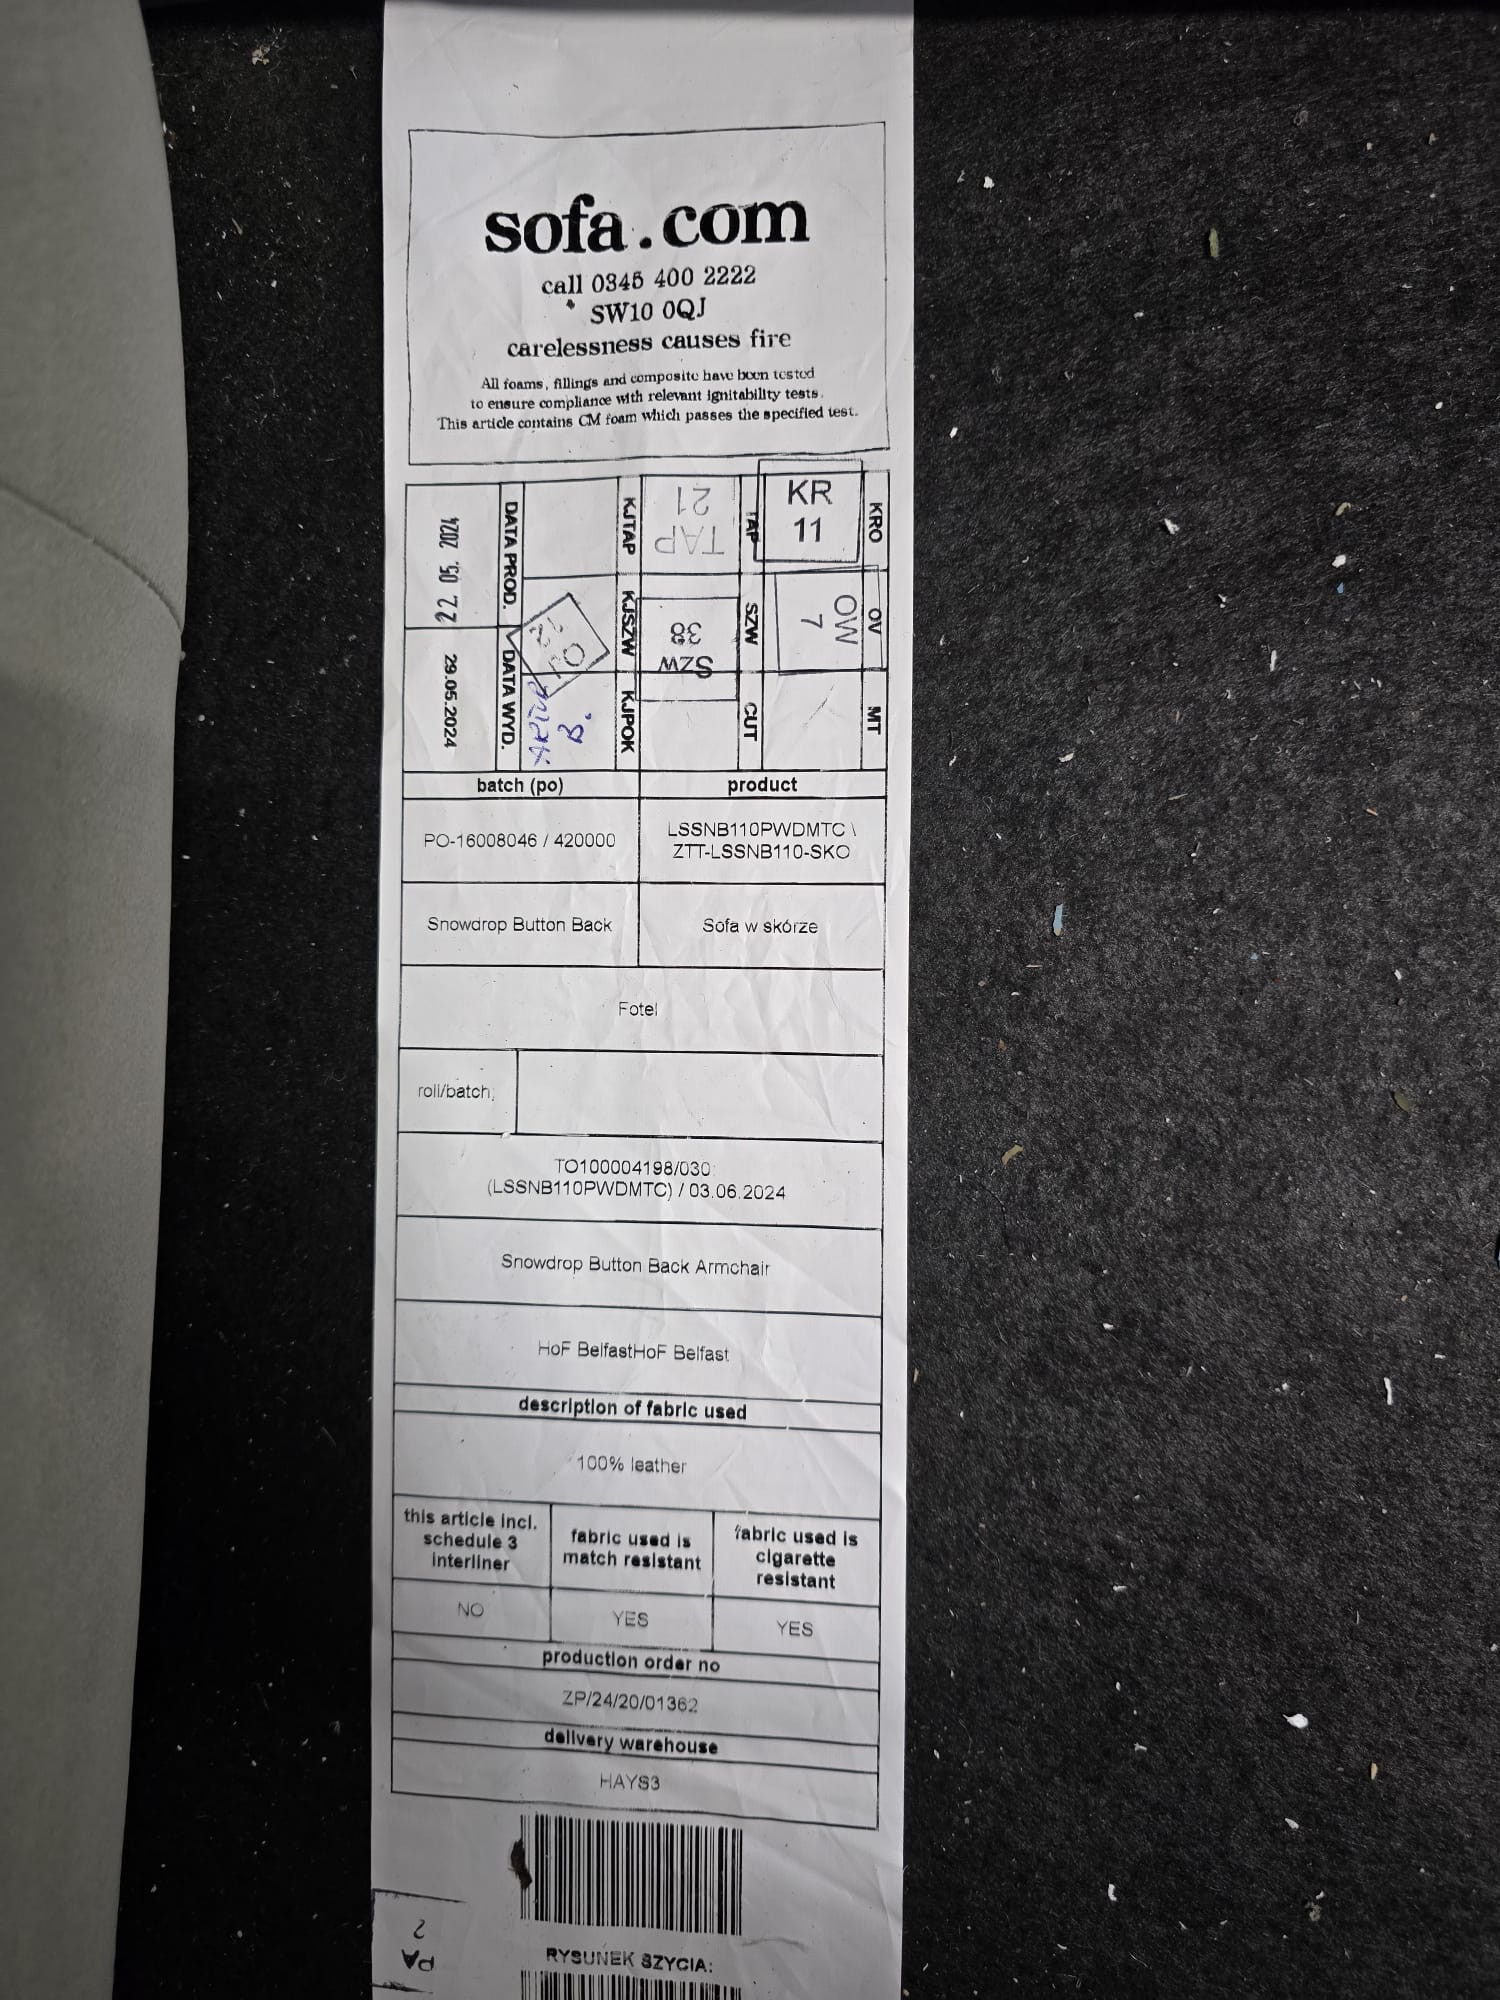 sofa.com
call 0345 400 2222
SW10 0QJ
carelessness causes fire
All foams, fillings and composite have been tested
to ensure compliance with relevant ignitability tests.
This article contains CM foam which passes the specified test.
KRO OV MT
KR
11
OW
7
TAP SZW CUT
TAP
21
SZW
38
KJTAP KJSZW KJPOK
B.
DATA PROD. DATA WYD.
22. 05. 2024 29.05.2024
batch (po) product
PO-16008046 / 420000 LSSNB110PWDMTC \
ZTT-LSSNB110-SKO
Snowdrop Button Back Sofa w skórze
Fotel
roll/batch:
TO100004198/030
(LSSNB110PWDMTC) / 03.06.2024
Snowdrop Button Back Armchair
HoF BelfastHoF Belfast
description of fabric used
100% leather
this article incl.
schedule 3
interliner
fabric used is
match resistant
fabric used is
cigarette
resistant
NO YES YES
production order no
ZP/24/20/01362
delivery warehouse
HAYS3
PA
2
RYSUNEK SZYCIA: